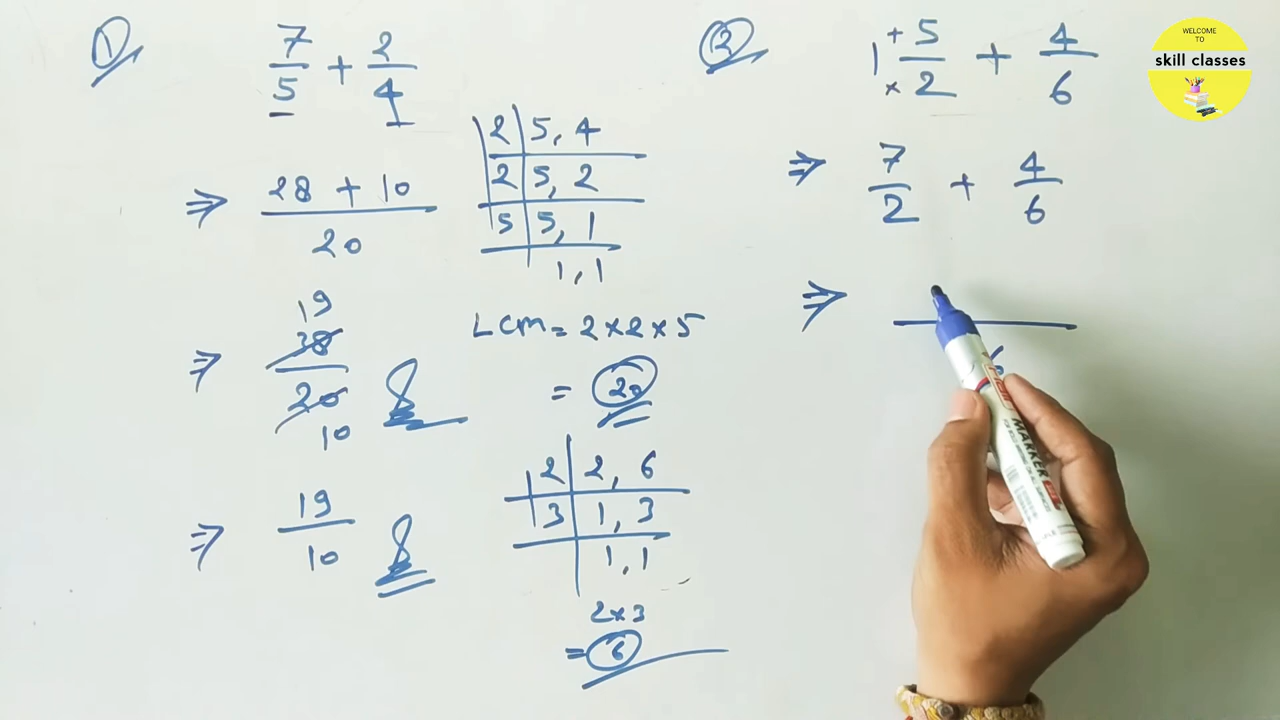 ① 7/5 + 2/4
⇒ 28 + 10 / 20
⇒ 19 38 / 20 10
⇒ 19 / 10
2 | 5, 4
2 | 5, 2
5 | 5, 1
1, 1
LCM = 2×2×5
= 20
2 | 2, 6
3 | 1, 3
1, 1
2×3
= 6
② 1 + 5 / × 2 + 4/6
⇒ 7/2 + 4/6
⇒
WELCOME
TO
skill classes
MARKER